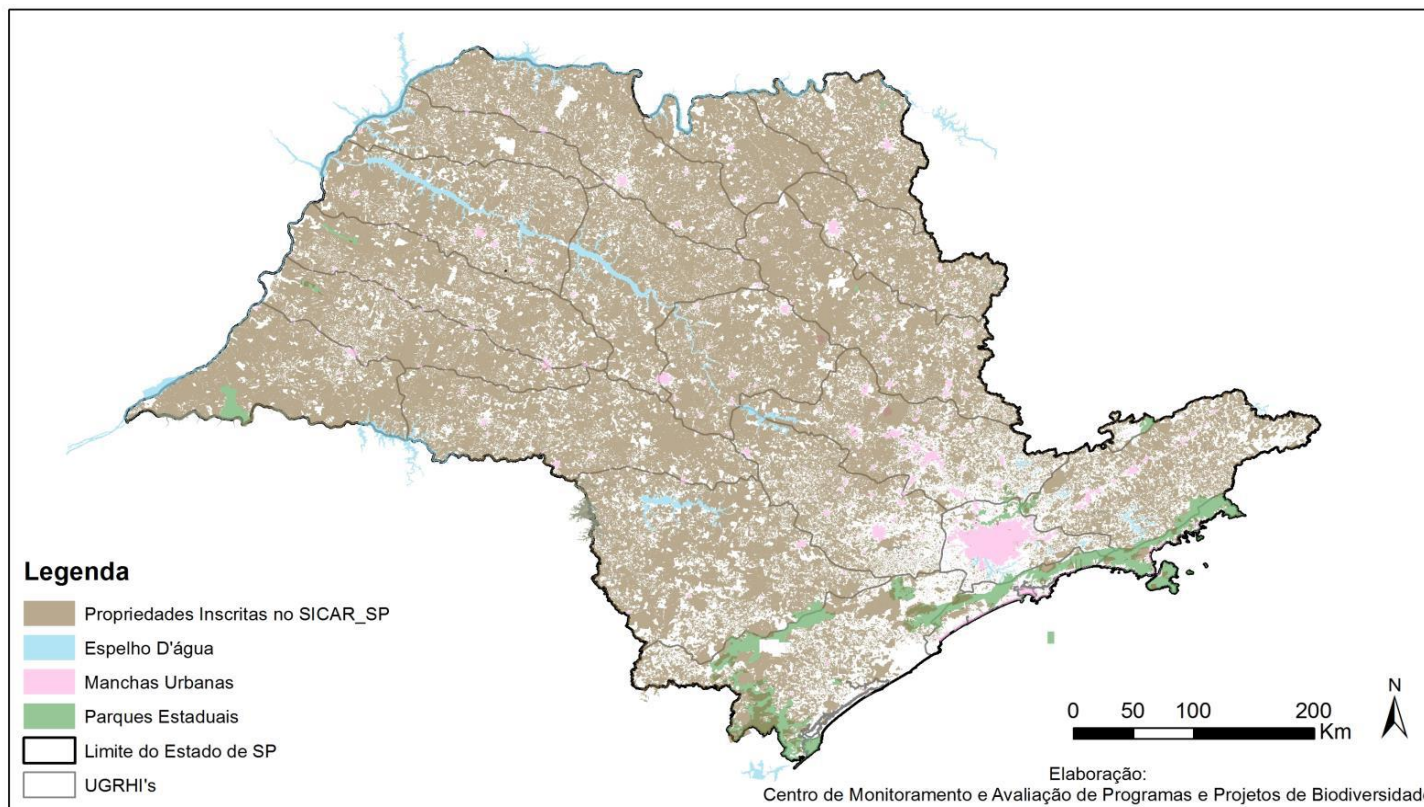 Legenda
Propriedades Inscritas no SICAR_SP
Espelho D'água
Manchas Urbanas
Parques Estaduais
Limite do Estado de SP
UGRHI's
N
0 50 100 200
Km
Elaboração:
Centro de Monitoramento e Avaliação de Programas e Projetos de Biodiversidade